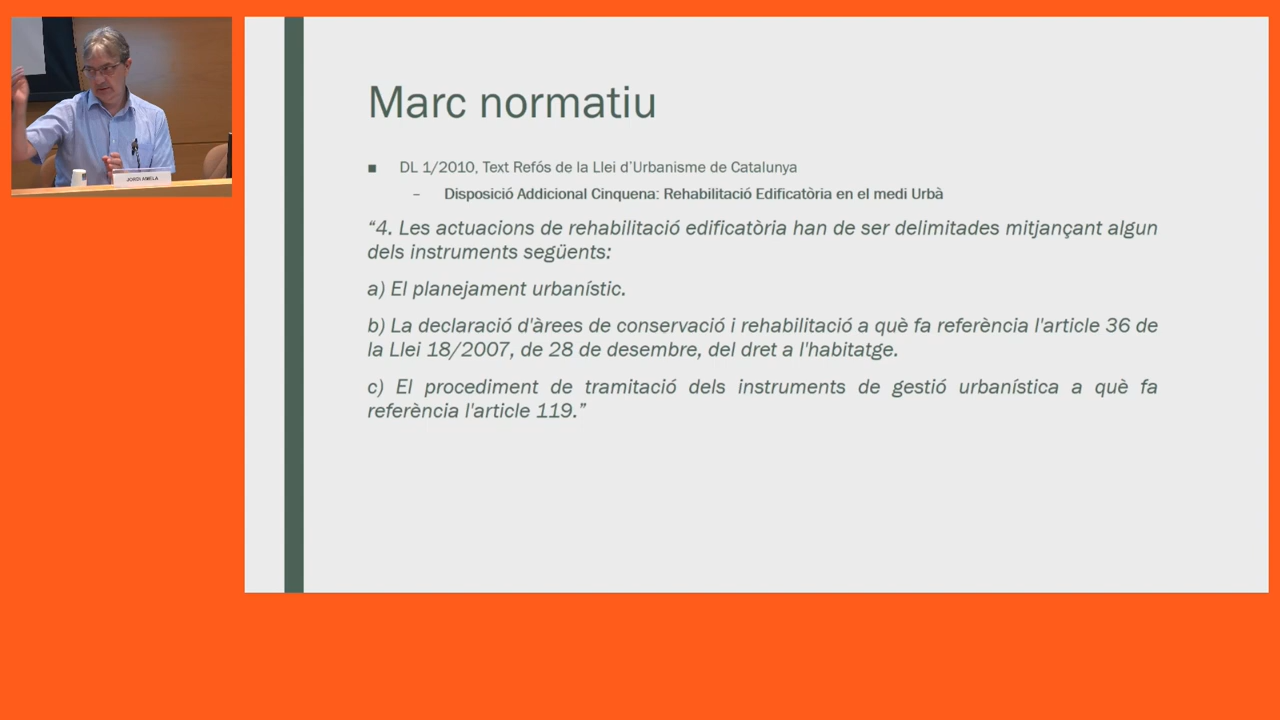 JORDI AMELA
Marc normatiu
■ DL 1/2010, Text Refós de la Llei d'Urbanisme de Catalunya
– Disposició Addicional Cinquena: Rehabilitació Edificatòria en el medi Urbà
“4. Les actuacions de rehabilitació edificatòria han de ser delimitades mitjançant algun
dels instruments següents:
a) El planejament urbanístic.
b) La declaració d'àrees de conservació i rehabilitació a què fa referència l'article 36 de
la Llei 18/2007, de 28 de desembre, del dret a l'habitatge.
c) El procediment de tramitació dels instruments de gestió urbanística a què fa
referència l'article 119.”